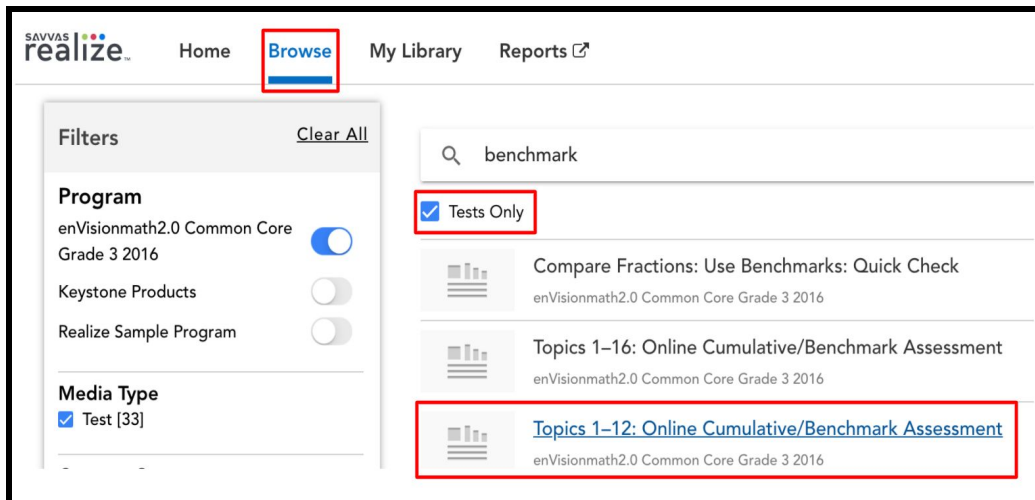 SAVVAS
realize™
Home Browse My Library Reports
Filters Clear All
Program
enVisionmath2.0 Common Core
Grade 3 2016
Keystone Products
Realize Sample Program
Media Type
Test [33]
benchmark
Tests Only
Compare Fractions: Use Benchmarks: Quick Check
enVisionmath2.0 Common Core Grade 3 2016
Topics 1–16: Online Cumulative/Benchmark Assessment
enVisionmath2.0 Common Core Grade 3 2016
Topics 1–12: Online Cumulative/Benchmark Assessment
enVisionmath2.0 Common Core Grade 3 2016